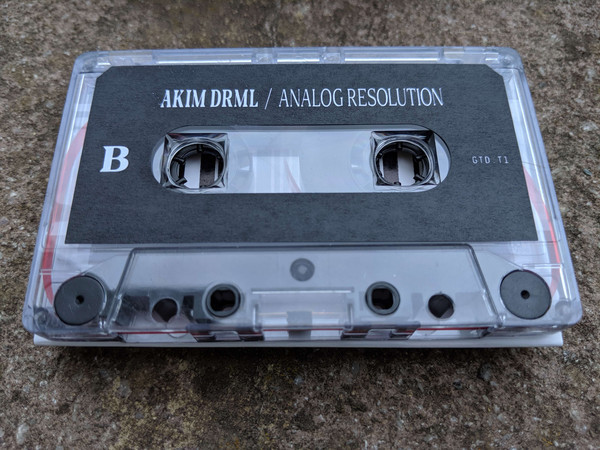 AKIM DRML / ANALOG RESOLUTION
B
GTD.T1